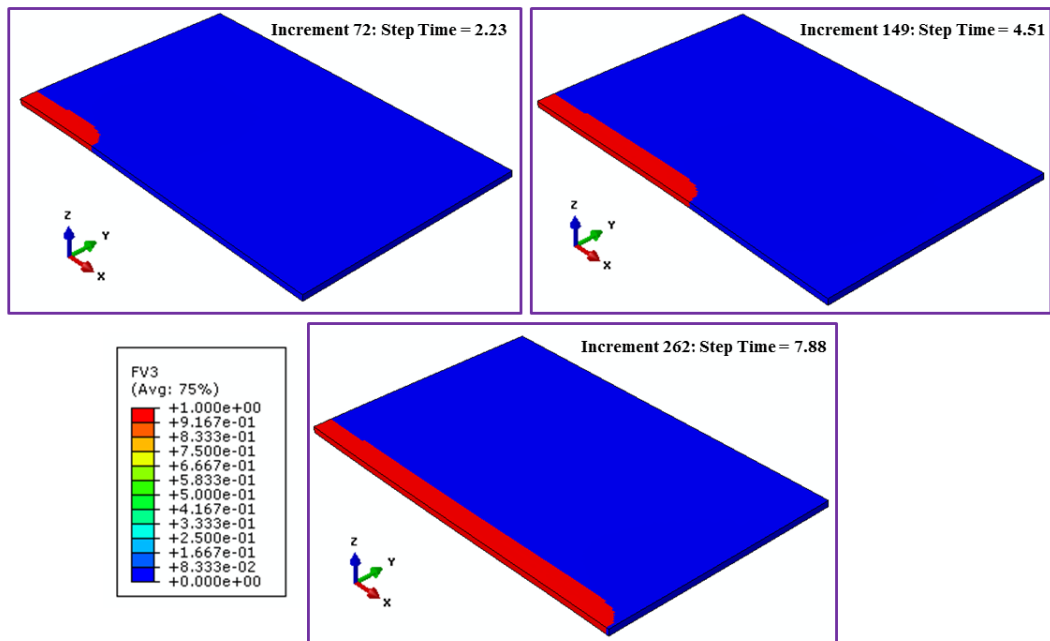 Increment 72: Step Time = 2.23
Z
Y
X
Increment 149: Step Time = 4.51
Z
Y
X
FV3
(Avg: 75%)
+1.000e+00
+9.167e-01
+8.333e-01
+7.500e-01
+6.667e-01
+5.833e-01
+5.000e-01
+4.167e-01
+3.333e-01
+2.500e-01
+1.667e-01
+8.333e-02
+0.000e+00
Increment 262: Step Time = 7.88
Z
Y
X